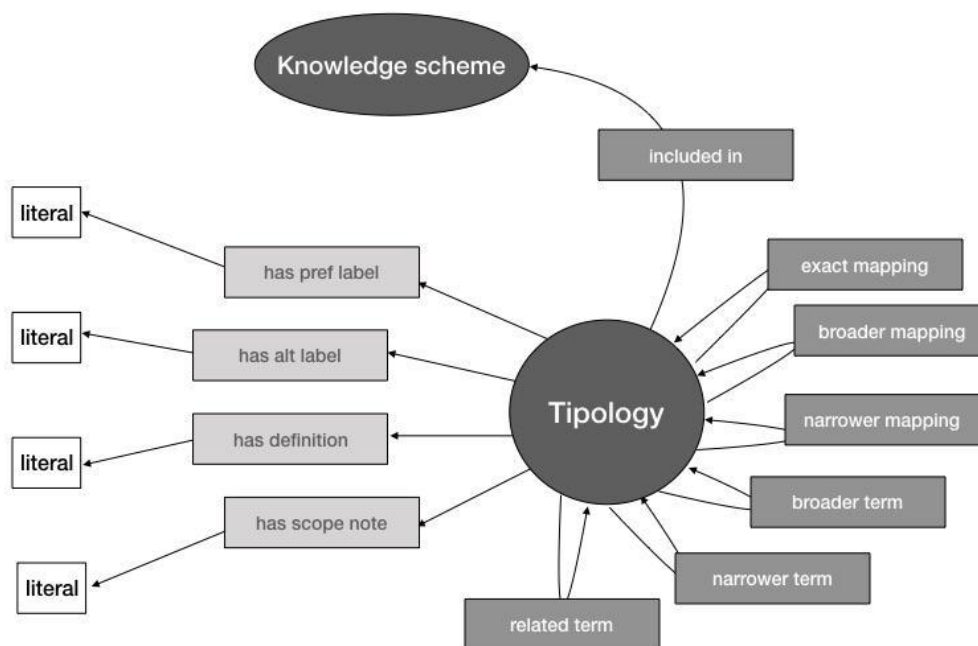 Knowledge scheme
included in
literal
has pref label
exact mapping
literal
has alt label
broader mapping
Tipology
literal
has definition
narrower mapping
has scope note
broader term
literal
narrower term
related term